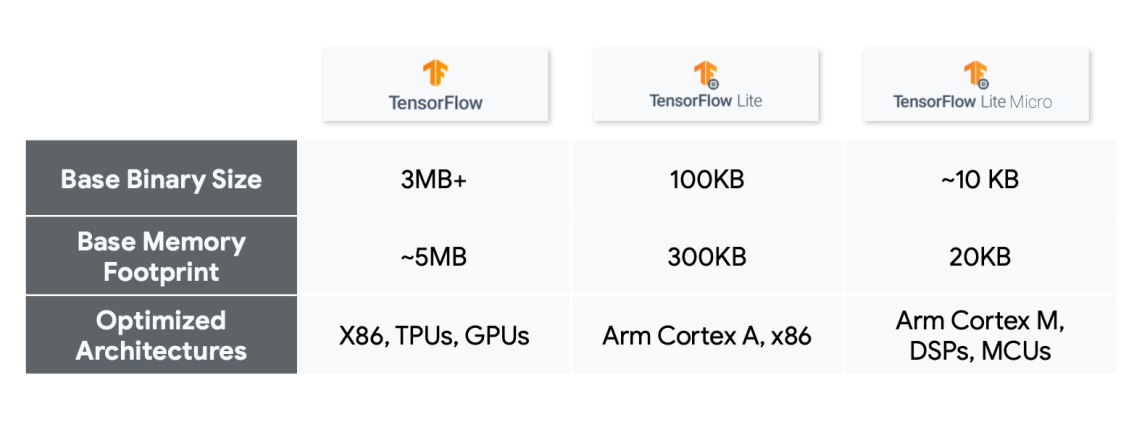 TensorFlow
TensorFlow Lite
TensorFlow Lite Micro
Base Binary Size
3MB+
100KB
~10 KB
Base Memory
Footprint
~5MB
300KB
20KB
Optimized
Architectures
X86, TPUs, GPUs
Arm Cortex A, x86
Arm Cortex M,
DSPs, MCUs